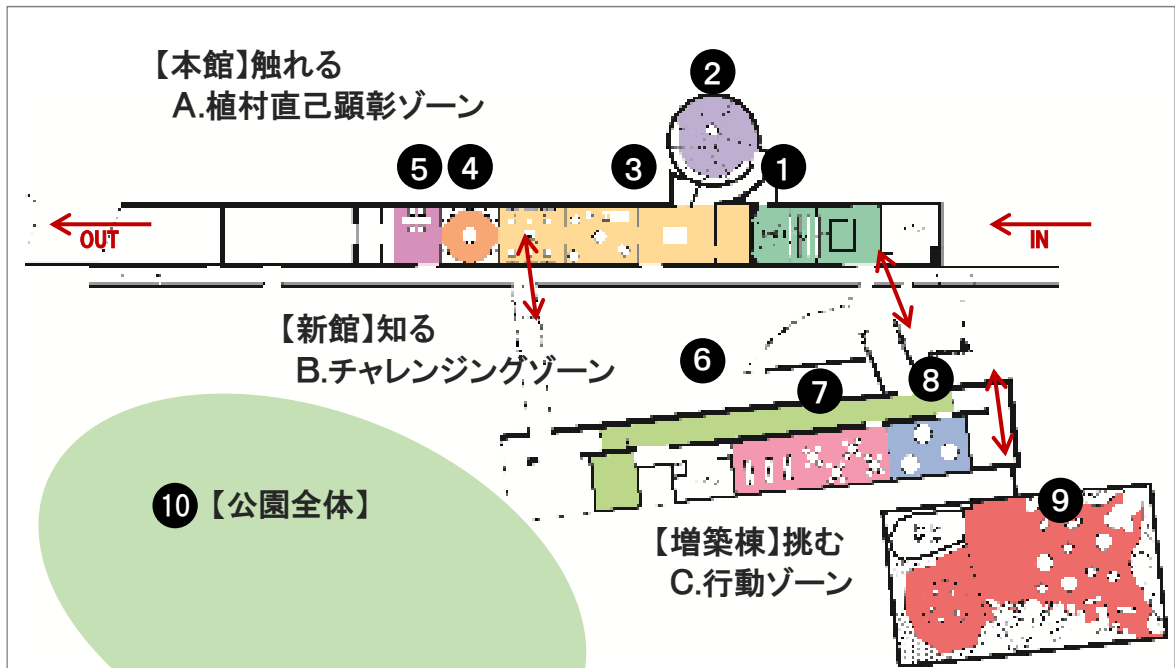 【本館】触れる
A.植村直己顕彰ゾーン
2
5
4
3
1
OUT
IN
【新館】知る
B.チャレンジングゾーン
6
7
8
10【公園全体】
【増築棟】挑む
C.行動ゾーン
9